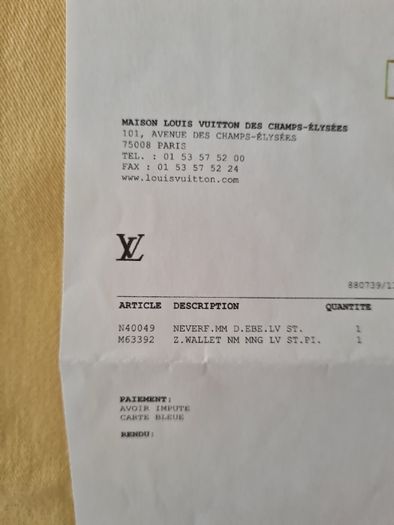 MAISON LOUIS VUITTON DES CHAMPS-ÉLYSÉES
101, AVENUE DES CHAMPS-ÉLYSÉES
75008 PARIS
TEL. : 01 53 57 52 00
FAX : 01 53 57 52 24
www.louisvuitton.com
LV
880739/13
ARTICLE DESCRIPTION QUANTITE
N40049 NEVERF.MM D.EBE.LV ST. 1
M63392 Z.WALLET NM MNG LV ST.PI. 1
PAIEMENT:
AVOIR IMPUTE
CARTE BLEUE
RENDU: